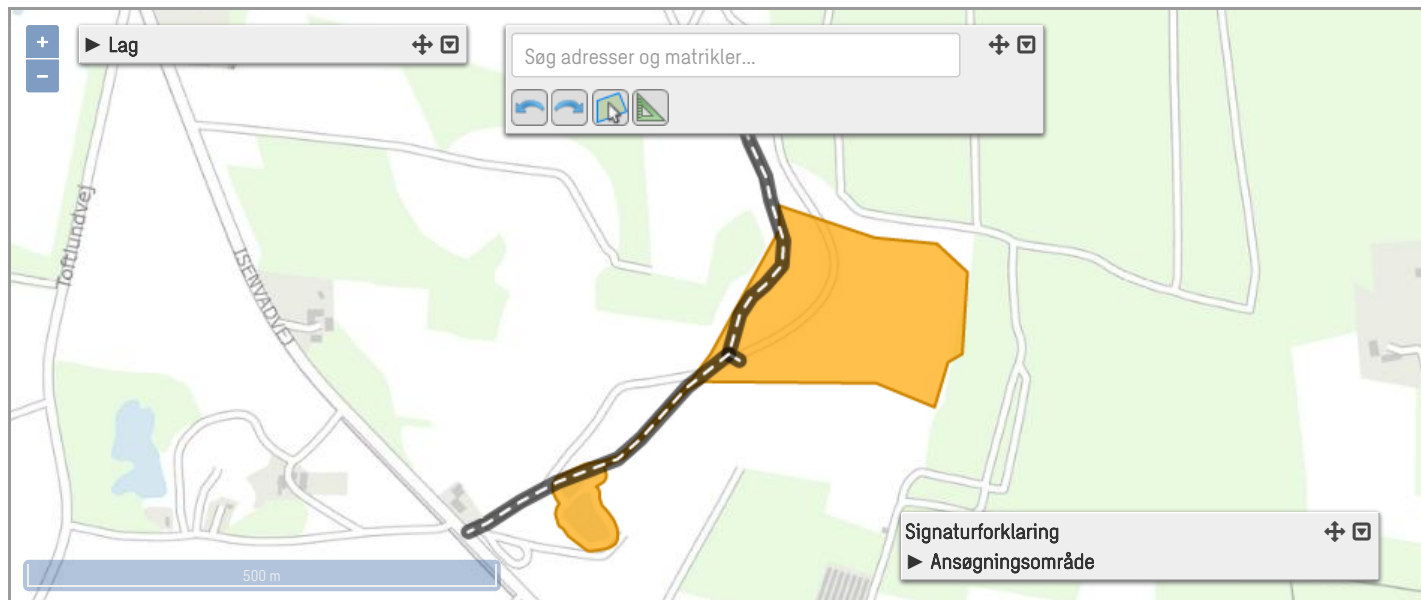 +
Lag
Søg adresser og matrikler...
−
Toftlundvej
ISENVADVEJ
Signaturforklaring
Ansøgningsområde
500 m